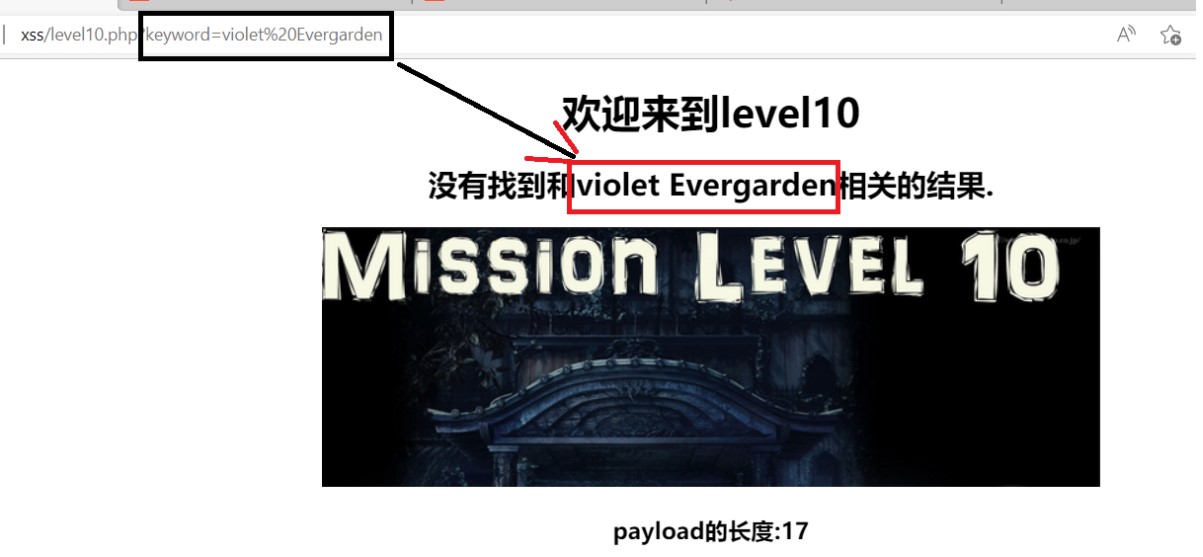 xss/level10.php?keyword=violet%20Evergarden
欢迎来到level10
没有找到和violet Evergarden相关的结果.
MISSION LEVEL 10
payload的长度:17